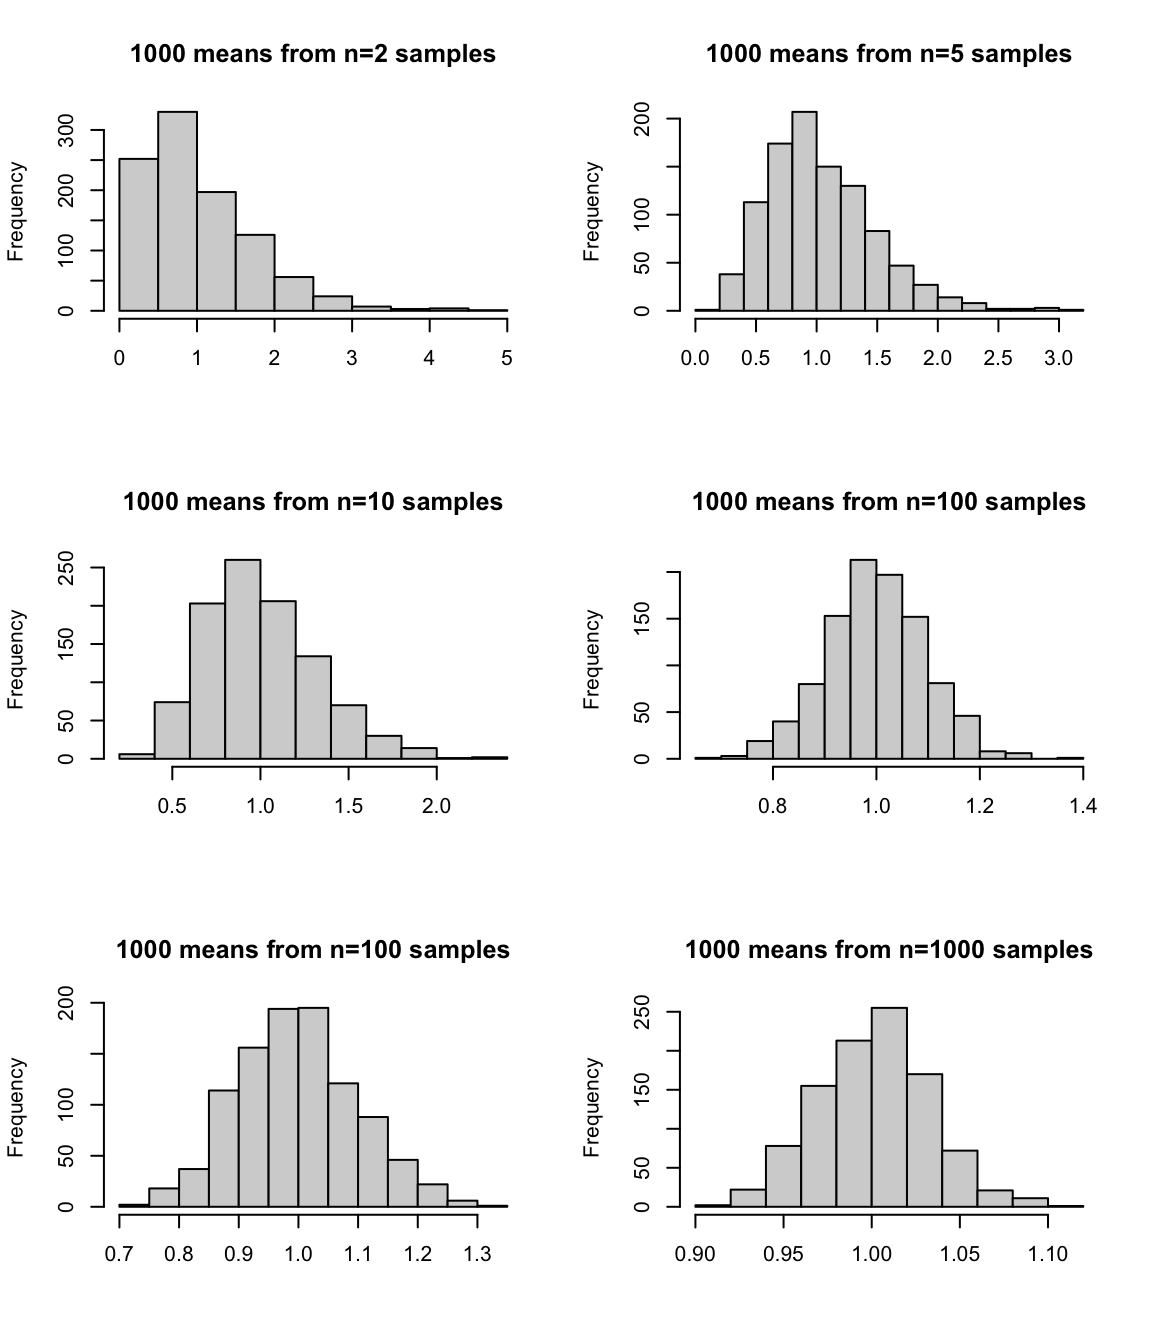 1000 means from n=2 samples
Frequency
0 100 200 300
0 1 2 3 4 5
1000 means from n=5 samples
Frequency
0 50 100 200
0.0 0.5 1.0 1.5 2.0 2.5 3.0
1000 means from n=10 samples
Frequency
0 50 150 250
0.5 1.0 1.5 2.0
1000 means from n=100 samples
Frequency
0 50 150
0.8 1.0 1.2 1.4
1000 means from n=100 samples
Frequency
0 50 100 200
0.7 0.8 0.9 1.0 1.1 1.2 1.3
1000 means from n=1000 samples
Frequency
0 50 150 250
0.90 0.95 1.00 1.05 1.10